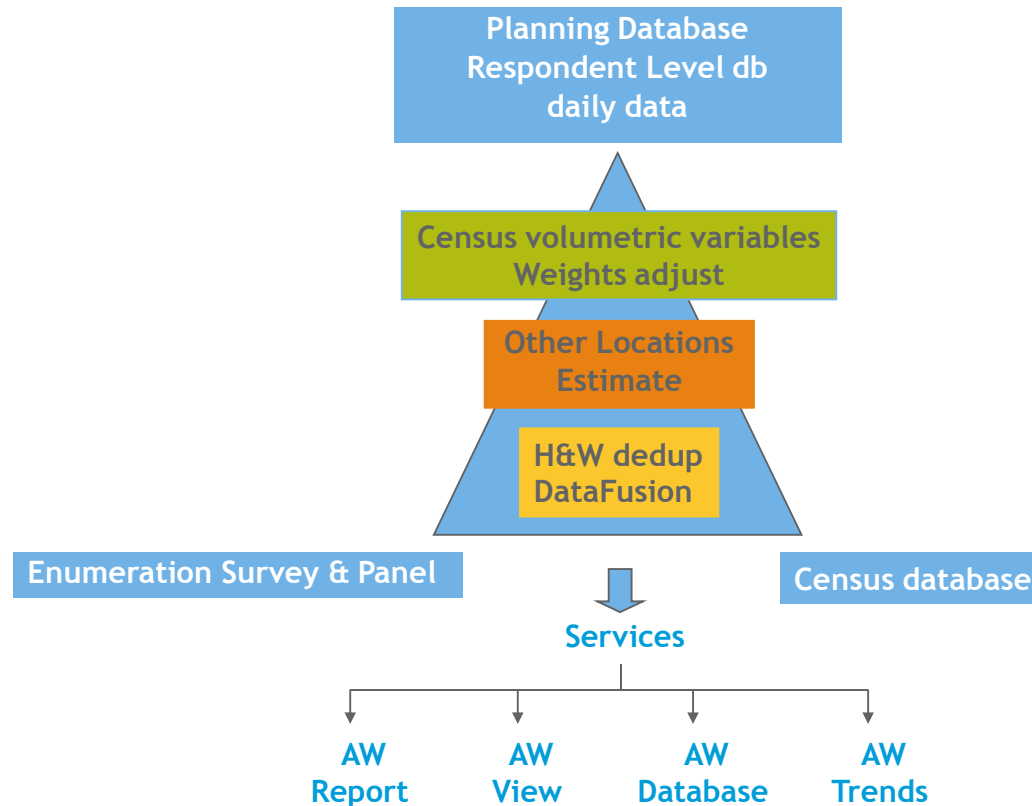 Planning Database
Respondent Level db
daily data
Census volumetric variables
Weights adjust
Other Locations
Estimate
H&W dedup
DataFusion
Enumeration Survey & Panel
Census database
Services
AW
Report
AW
View
AW
Database
AW
Trends